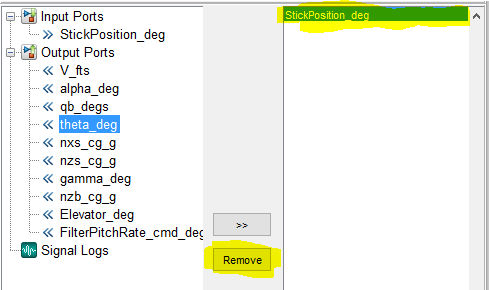 Input Ports
StickPosition_deg
Output Ports
V_fts
alpha_deg
qb_degs
theta_deg
nxs_cg_g
nzs_cg_g
gamma_deg
nzb_cg_g
Elevator_deg
FilterPitchRate_cmd_deg
Signal Logs
>>
Remove
StickPosition_deg